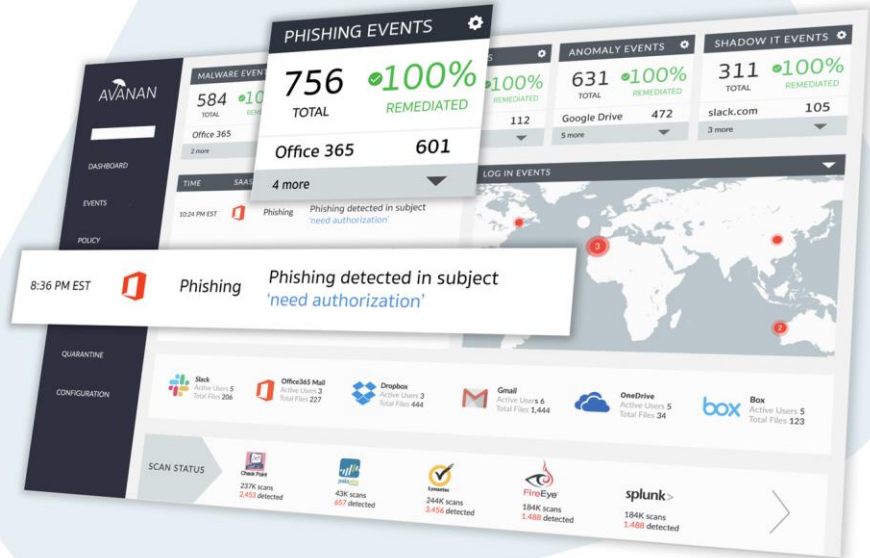 AVANAN
DASHBOARD
EVENTS
POLICY
QUARANTINE
CONFIGURATION
MALWARE EVENT
584
TOTAL
Office 365
2 more
PHISHING EVENTS
756 100%
TOTAL REMEDIATED
Office 365 601
4 more
100%
REMEDIATED
112
ANOMALY EVENTS
631 100%
TOTAL REMEDIATED
Google Drive 472
5 more
SHADOW IT EVENTS
311 100%
TOTAL REMEDIATED
slack.com 105
3 more
TIME SAAS
10:24 PM EST Phishing Phishing detected in subject
'need authorization'
LOG IN EVENTS
3
2
8:36 PM EST Phishing Phishing detected in subject
'need authorization'
Slack
Active Users 5
Total Files 206
Office365 Mail
Active Users 3
Total Files 227
Dropbox
Active Users 3
Total Files 444
Gmail
Active Users 6
Total Files 1,444
OneDrive
Active Users 5
Total Files 34
box
Box
Active Users 5
Total Files 123
SCAN STATUS
Check Point
237K scans
2,453 detected
paloalto
43K scans
657 detected
Symantec
244K scans
3.456 detected
FireEye
184K scans
1.488 detected
splunk>
184K scans
1.488 detected